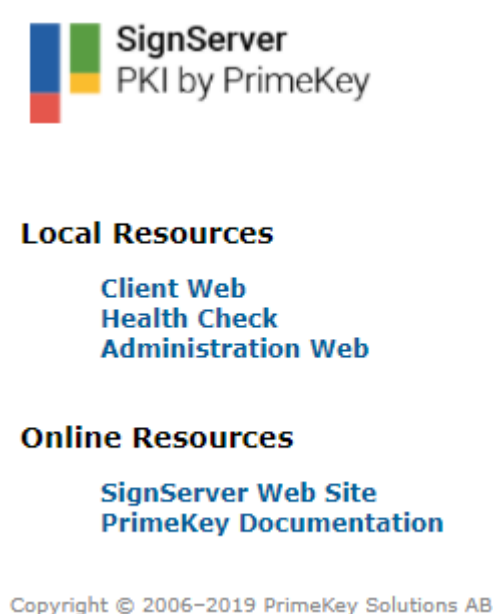 SignServer
PKI by PrimeKey
Local Resources
Client Web
Health Check
Administration Web
Online Resources
SignServer Web Site
PrimeKey Documentation
Copyright © 2006–2019 PrimeKey Solutions AB